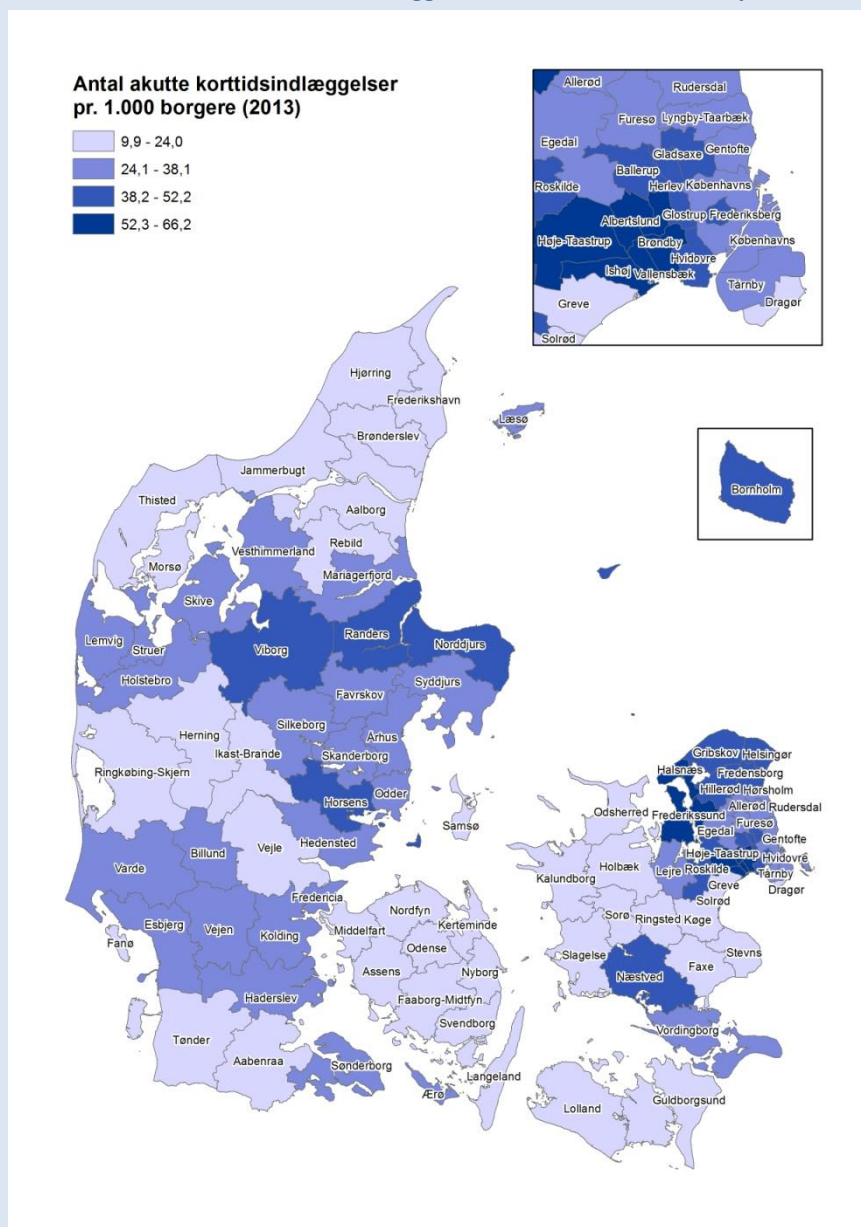 Antal akutte korttidsindlæggelser
pr. 1.000 borgere (2013)
9,9 - 24,0
24,1 - 38,1
38,2 - 52,2
52,3 - 66,2
Allerød
Rudersdal
Furesø
Lyngby-Taarbæk
Egedal
Gentofte
Gladsaxe
Ballerup
Roskilde
Herlev
Københavns
Albertslund
Glostrup
Frederiksberg
Høje-Taastrup
Brøndby
Københavns
Hvidovre
Ishøj
Vallensbæk
Tårnby
Greve
Dragør
Solrød
Hjørring
Frederikshavn
Læsø
Brønderslev
Jammerbugt
Bornholm
Thisted
Aalborg
Rebild
Vesthimmerland
Morsø
Mariagerfjord
Skive
Lemvig
Struer
Viborg
Randers
Norddjurs
Holstebro
Favrskov
Syddjurs
Silkeborg
Århus
Herning
Ikast-Brande
Skanderborg
Ringkøbing-Skjern
Horsens
Odder
Samsø
Hedensted
Vejle
Billund
Varde
Fredericia
Esbjerg
Vejen
Kolding
Fanø
Haderslev
Tønder
Aabenraa
Sønderborg
Ærø
Nordfyn
Middelfart
Kerteminde
Odense
Assens
Nyborg
Faaborg-Midtfyn
Svendborg
Langeland
Gribskov
Helsingør
Halsnæs
Fredensborg
Hillerød
Hørsholm
Odsherred
Allerød
Rudersdal
Frederikssund
Furesø
Egedal
Gentofte
Høje-Taastrup
Hvidovre
Holbæk
Lejre
Roskilde
Tårnby
Kalundborg
Greve
Dragør
Solrød
Sorø
Ringsted
Køge
Slagelse
Stevns
Næstved
Faxe
Vordingborg
Guldborgsund
Lolland